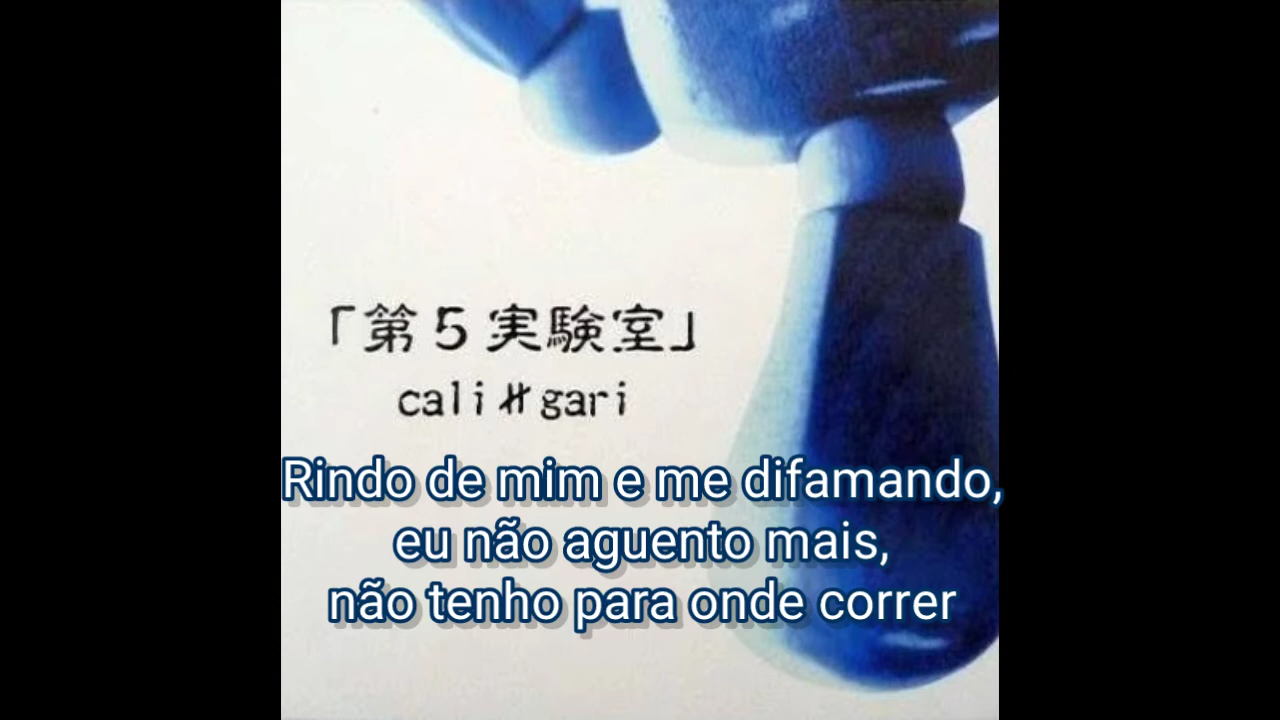 「第5実験室」
cali≠gari
Rindo de mim e me difamando,
eu não aguento mais,
não tenho para onde correr